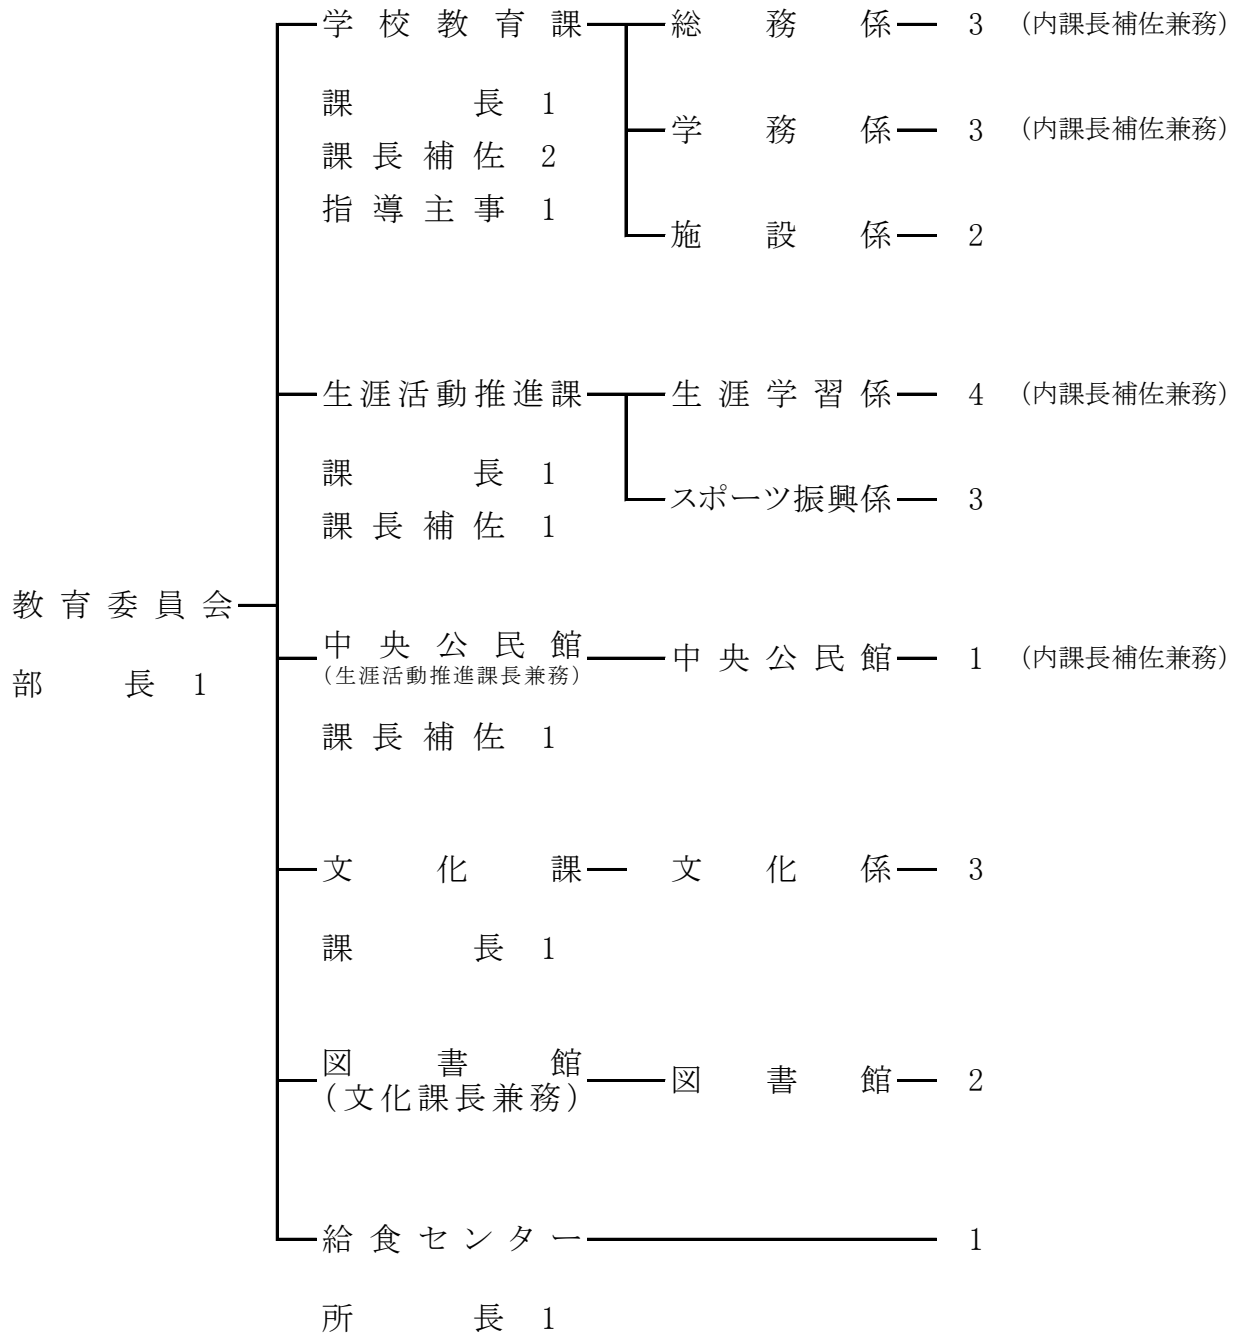 学校教育課 総務係 3 (内課長補佐兼務)
課長 1
学務係 3 (内課長補佐兼務)
課長補佐 2
指導主事 1
施設係 2
生涯活動推進課 生涯学習係 4 (内課長補佐兼務)
課長 1
スポーツ振興係 3
課長補佐 1
教育委員会
部長 1
中央公民館 中央公民館 1 (内課長補佐兼務)
(生涯活動推進課長兼務)
課長補佐 1
文化課 文化係 3
課長 1
図書館 図書館 2
(文化課長兼務)
給食センター 1
所長 1